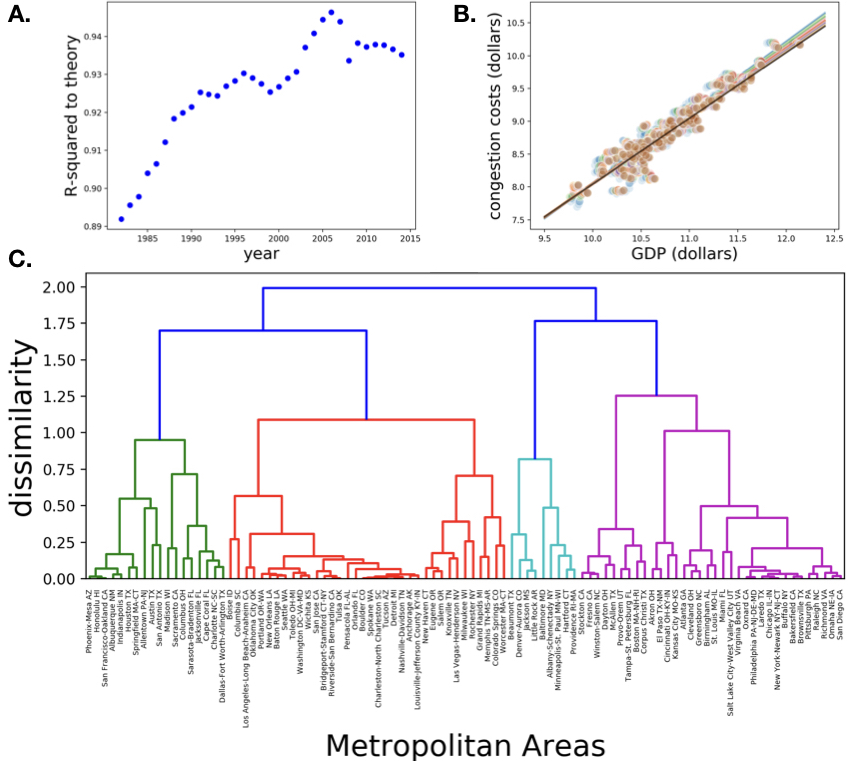 A.
R-squared to theory
0.94
0.93
0.92
0.91
0.90
0.89
1985 1990 1995 2000 2005 2010 2015
year
B.
congestion costs (dollars)
10.5
10.0
9.5
9.0
8.5
8.0
7.5
9.5 10.0 10.5 11.0 11.5 12.0 12.5
GDP (dollars)
C.
dissimilarity
2.00
1.75
1.50
1.25
1.00
0.75
0.50
0.25
0.00
Phoenix-Mesa AZ
Honolulu HI
San Francisco-Oakland CA
Albuquerque NM
Indianapolis IN
Houston TX
Springfield MA-CT
Allentown PA-NJ
Austin TX
San Antonio TX
Madison WI
Sacramento CA
Columbus OH
Sarasota-Bradenton FL
Jacksonville FL
Cape Coral FL
Charlotte NC-SC
Dallas-Fort Worth-Arlington TX
Boise ID
Columbia SC
Los Angeles-Long Beach-Anaheim CA
Oklahoma City OK
Portland OR-WA
New Orleans LA
Baton Rouge LA
Seattle WA
Toledo OH-MI
Washington DC-VA-MD
Wichita KS
San Jose CA
Bridgeport-Stamford CT-NY
Riverside-San Bernardino CA
Tulsa OK
Pensacola FL-AL
Orlando FL
Boulder CO
Spokane WA
Charleston-North Charleston SC
Tucson AZ
Detroit MI
Nashville-Davidson TN
Anchorage AK
Louisville-Jefferson County KY-IN
New Haven CT
Eugene OR
Salem OR
Knoxville TN
Las Vegas-Henderson NV
Milwaukee WI
Rochester NY
Grand Rapids MI
Memphis TN-MS-AR
Colorado Springs CO
Worcester MA-CT
Beaumont TX
Denver-Aurora CO
Jackson MS
Little Rock AR
Baltimore MD
Albany-Schenectady NY
Minneapolis-St. Paul MN-WI
Hartford CT
Providence RI-MA
Stockton CA
Fresno CA
Winston-Salem NC
Dayton OH
McAllen TX
Provo-Orem UT
Tampa-St. Petersburg FL
Boston MA-NH-RI
Corpus Christi TX
Akron OH
El Paso TX-NM
Cincinnati OH-KY-IN
Kansas City MO-KS
Atlanta GA
Cleveland OH
Greensboro NC
Birmingham AL
St. Louis MO-IL
Miami FL
Salt Lake City-West Valley City UT
Virginia Beach VA
Oxnard CA
Philadelphia PA-NJ-DE-MD
Laredo TX
Chicago IL-IN
New York-Newark NY-NJ-CT
Buffalo NY
Bakersfield CA
Brownsville TX
Pittsburgh PA
Raleigh NC
Richmond VA
Omaha NE-IA
San Diego CA
Metropolitan Areas